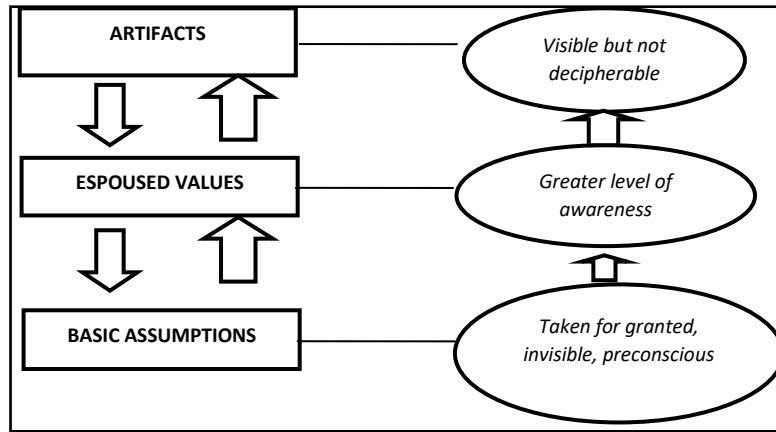 ARTIFACTS
Visible but not
decipherable
ESPOUSED VALUES
Greater level of
awareness
BASIC ASSUMPTIONS
Taken for granted,
invisible, preconscious